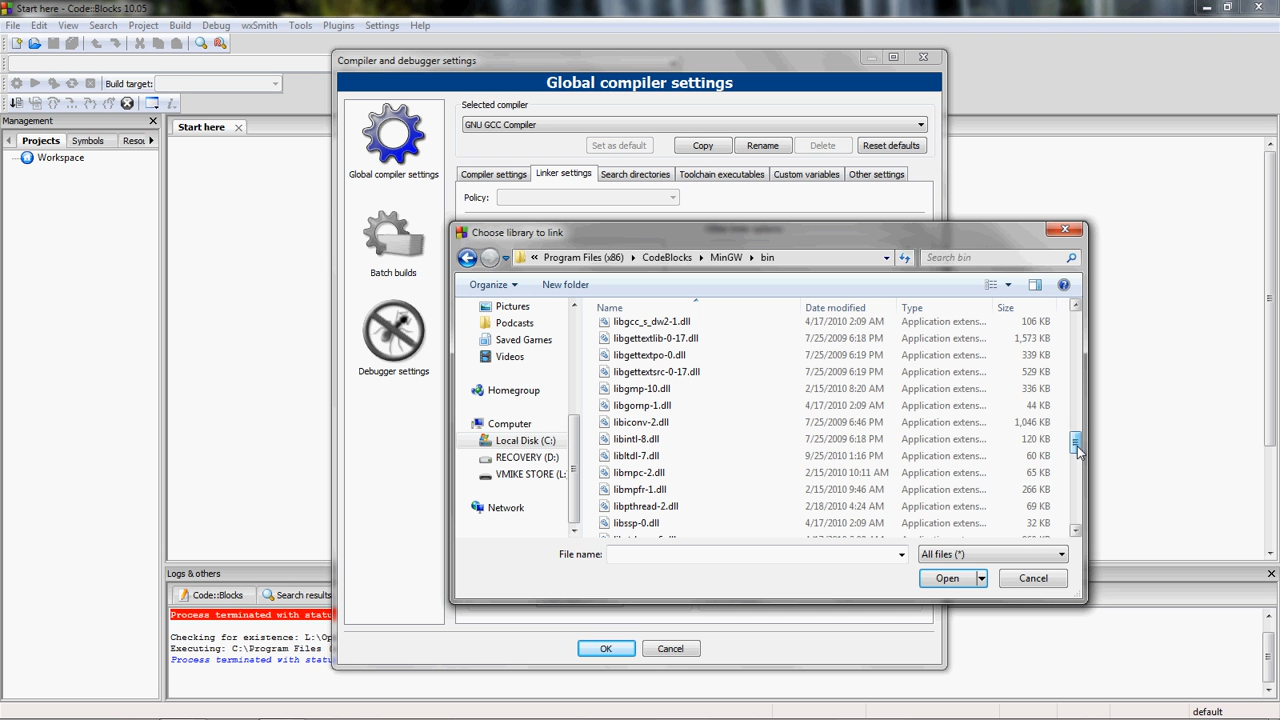 Start here - Code::Blocks 10.05
File Edit View Search Project Build Debug wxSmith Tools Plugins Settings Help
Build target:
Management
Projects Symbols Resou
Workspace
Start here
Compiler and debugger settings
Global compiler settings
Global compiler settings
Batch builds
Debugger settings
Selected compiler
GNU GCC Compiler
Set as default Copy Rename Delete Reset defaults
Compiler settings Linker settings Search directories Toolchain executables Custom variables Other settings
Policy:
Choose library to link
« Program Files (x86) CodeBlocks MinGW bin
Search bin
Organize New folder
Pictures
Podcasts
Saved Games
Videos
Homegroup
Computer
Local Disk (C:)
RECOVERY (D:)
VMIKE STORE (L:
Network
Name Date modified Type Size
libgcc_s_dw2-1.dll 4/17/2010 2:09 AM Application extens... 106 KB
libgettextlib-0-17.dll 7/25/2009 6:18 PM Application extens... 1,573 KB
libgettextpo-0.dll 7/25/2009 6:19 PM Application extens... 339 KB
libgettextsrc-0-17.dll 7/25/2009 6:19 PM Application extens... 529 KB
libgmp-10.dll 2/15/2010 8:20 AM Application extens... 336 KB
libgomp-1.dll 4/17/2010 2:09 AM Application extens... 44 KB
libiconv-2.dll 7/25/2009 6:46 PM Application extens... 1,046 KB
libintl-8.dll 7/25/2009 6:18 PM Application extens... 120 KB
libltdl-7.dll 9/25/2010 1:16 PM Application extens... 60 KB
libmpc-2.dll 2/15/2010 10:11 AM Application extens... 65 KB
libmpfr-1.dll 2/15/2010 9:46 AM Application extens... 266 KB
libpthread-2.dll 2/18/2010 4:24 AM Application extens... 69 KB
libssp-0.dll 4/17/2010 2:09 AM Application extens... 32 KB
File name:
All files (*)
Open Cancel
OK Cancel
Logs & others
Code::Blocks Search results
Process terminated with statu
Checking for existence: L:\Op
Executing: C:\Program Files (
Process terminated with statu
default